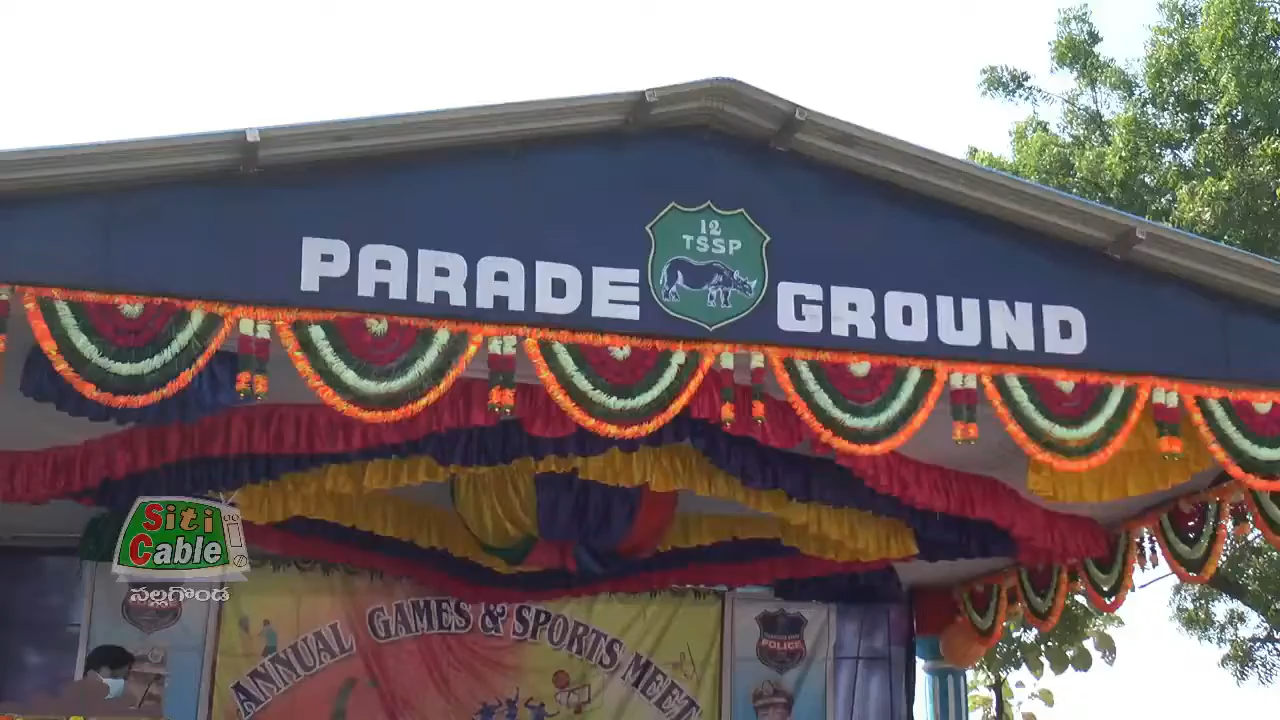 12
TSSP
PARADE GROUND
Siti
Cable
నల్లగొండ
ANNUAL GAMES & SPORTS MEET
POLICE